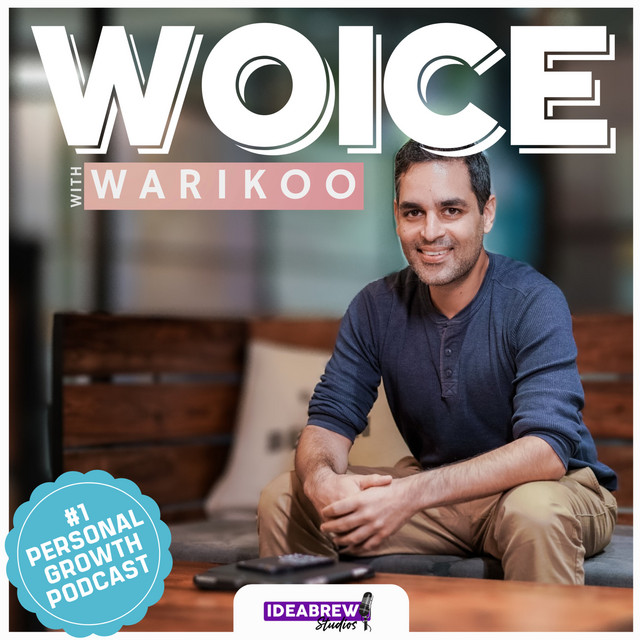 WOICE
WITH
WARIKOO
#1
PERSONAL
GROWTH
PODCAST
IDEABREW
Studios